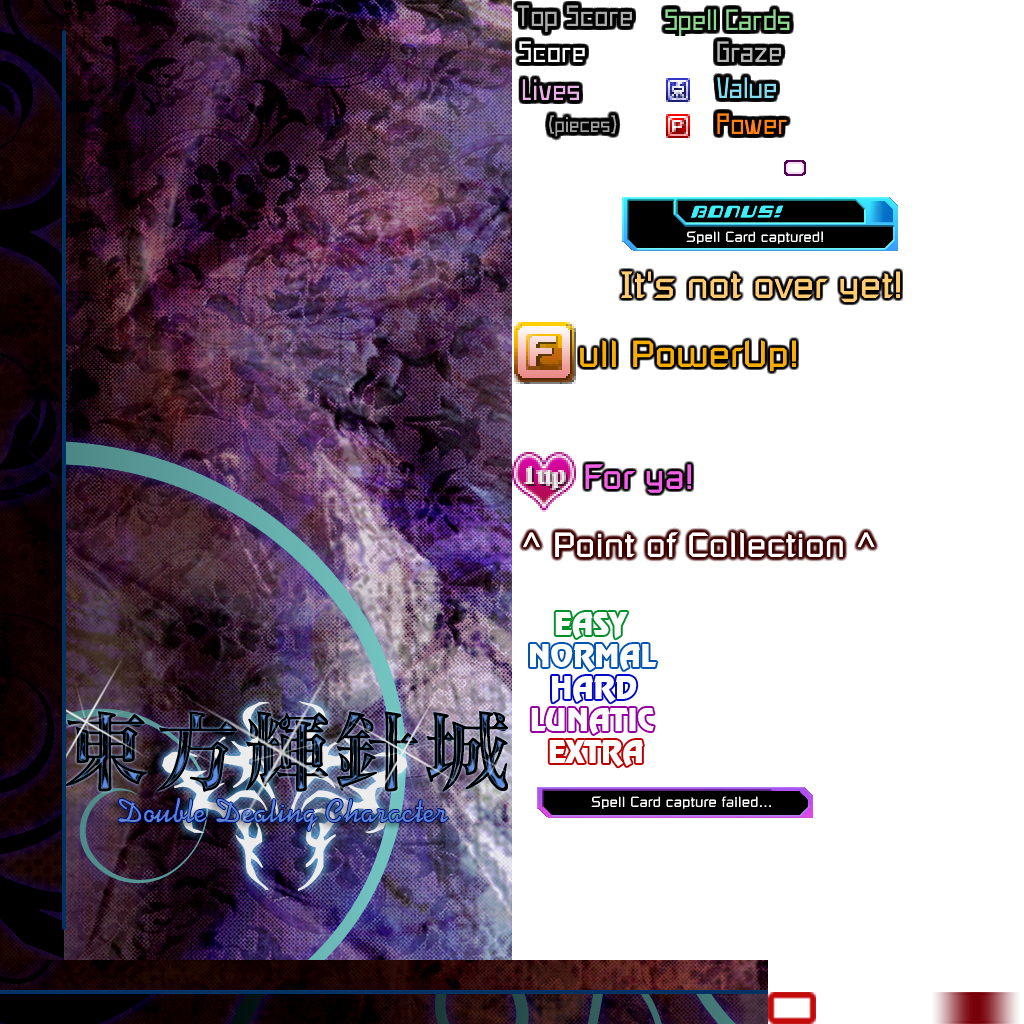 Top Score
Spell Cards
Score
Graze
Lives
Value
(pieces)
P
Power
BONUS!
Spell Card captured!
It's not over yet!
Full PowerUp!
1up For ya!
^ Point of Collection ^
EASY
NORMAL
HARD
LUNATIC
EXTRA
東方輝針城
Double Dealing Character
Spell Card capture failed...